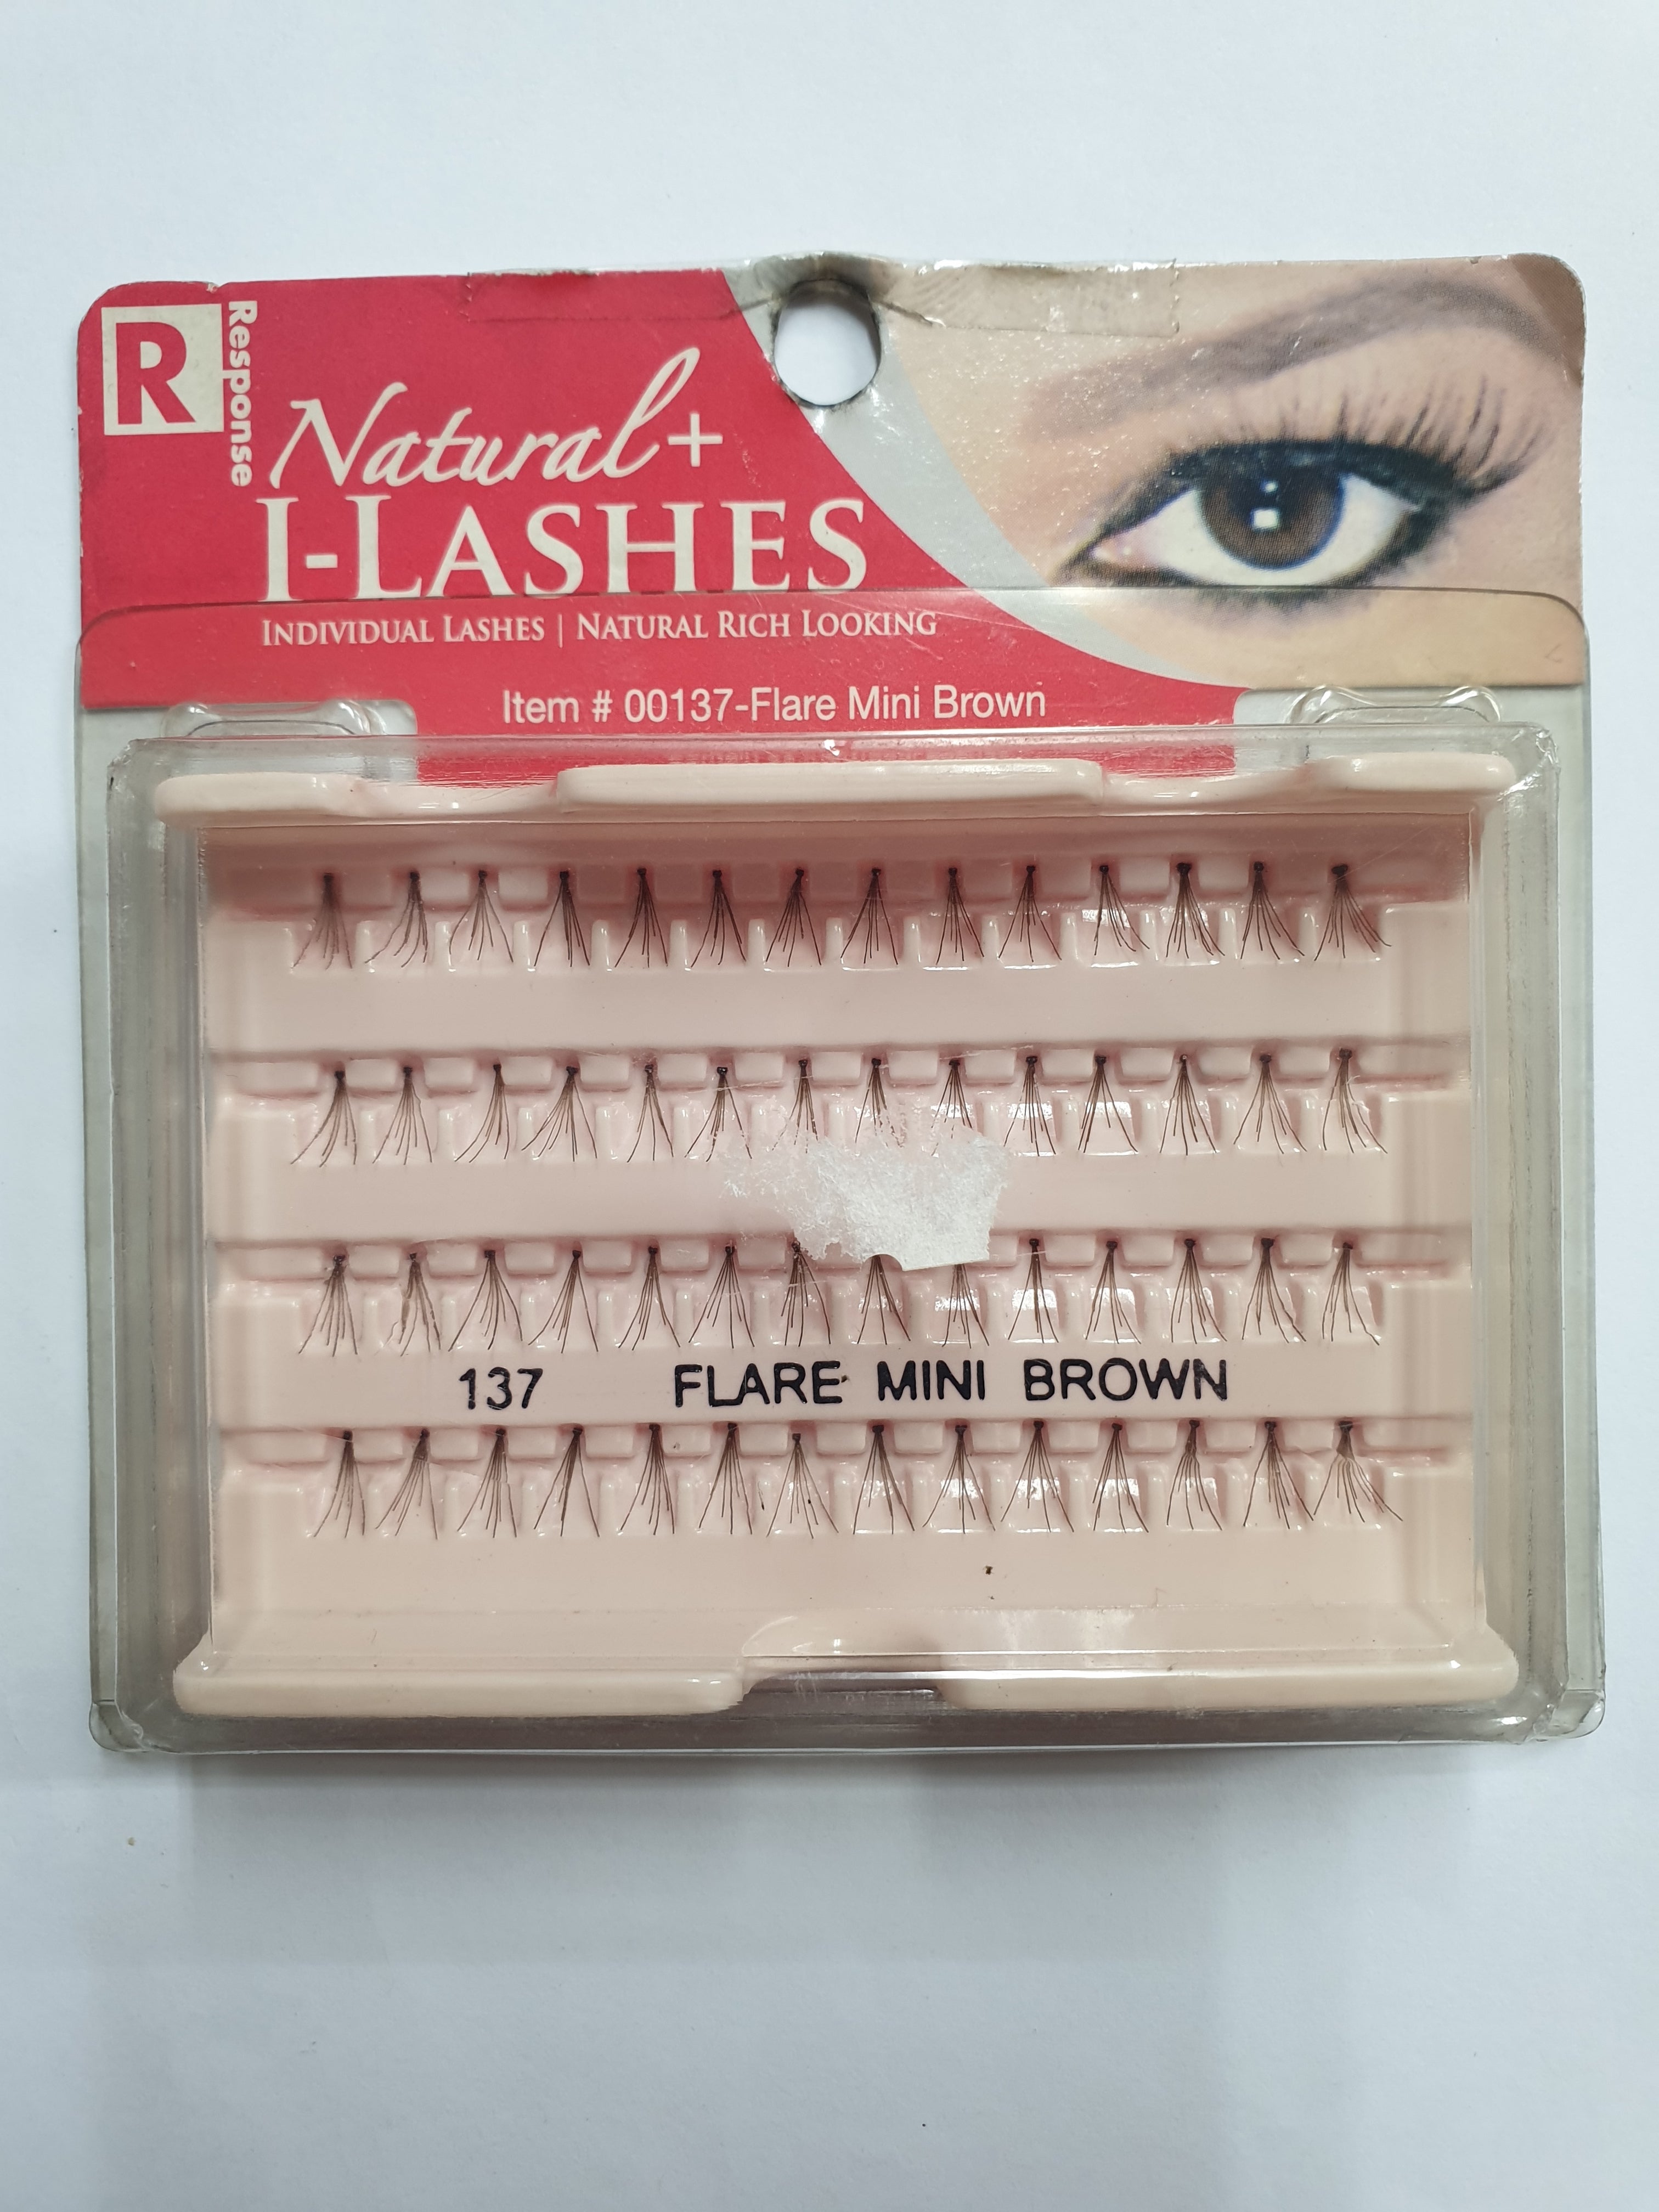 R
Response
Natural+
I-LASHES
INDIVIDUAL LASHES | NATURAL RICH LOOKING
Item # 00137-Flare Mini Brown
137 FLARE MINI BROWN